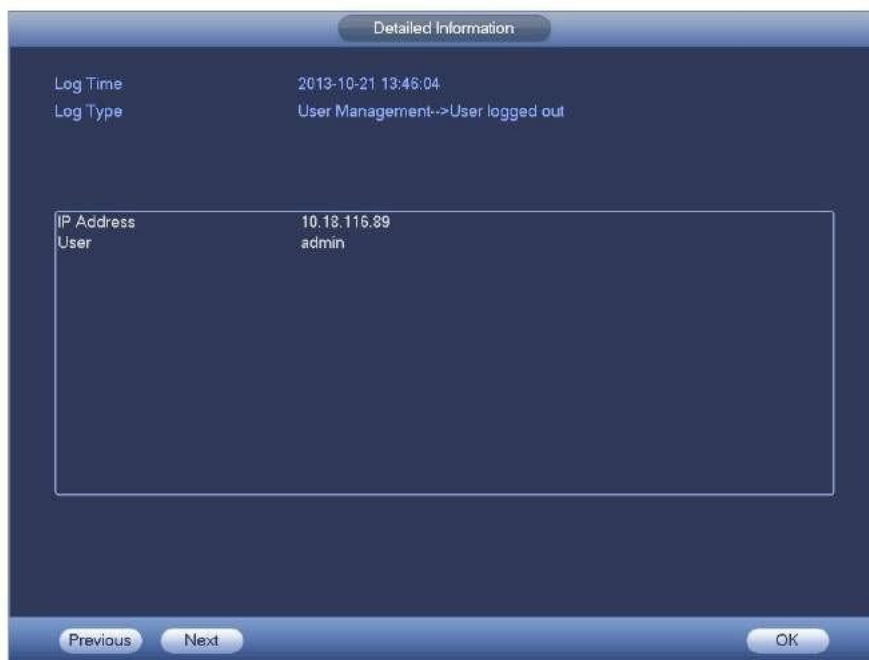 Detailed Information
Log Time 2013-10-21 13:46:04
Log Type User Management-->User logged out
IP Address 10.18.116.89
User admin
Previous Next OK